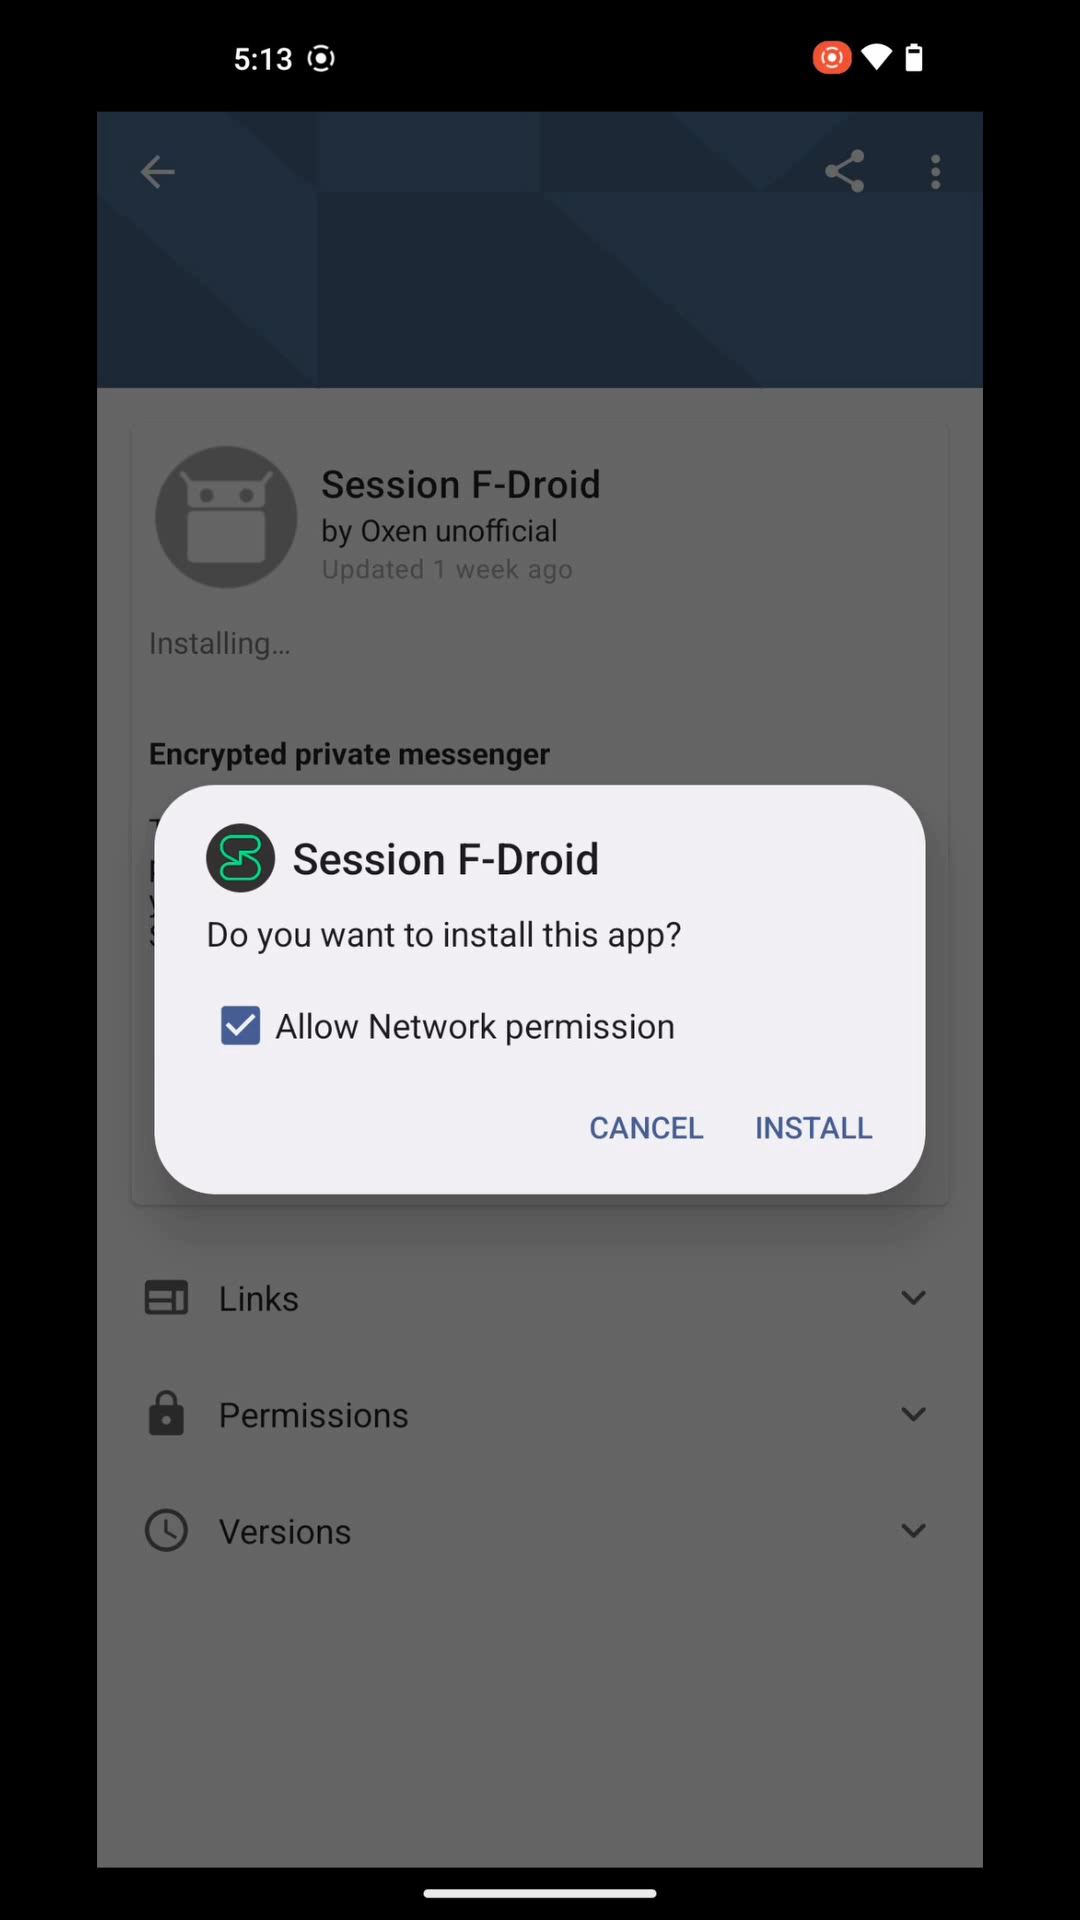 5:13
Session F-Droid
by Oxen unofficial
Updated 1 week ago
Installing…
Encrypted private messenger
Session F-Droid
Do you want to install this app?
Allow Network permission
CANCEL INSTALL
Links
Permissions
Versions